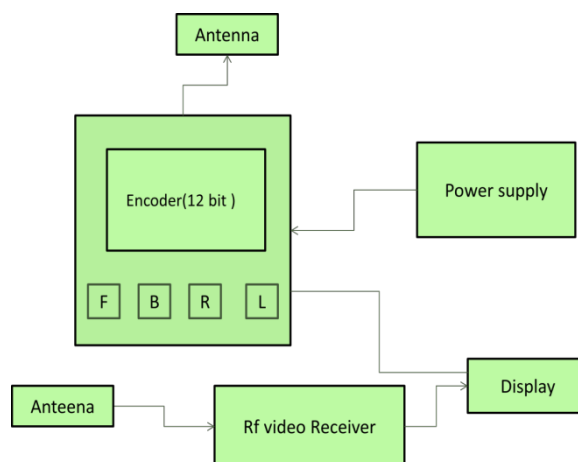 Antenna
Encoder(12 bit )
Power supply
F B R L
Display
Anteena
Rf video Receiver